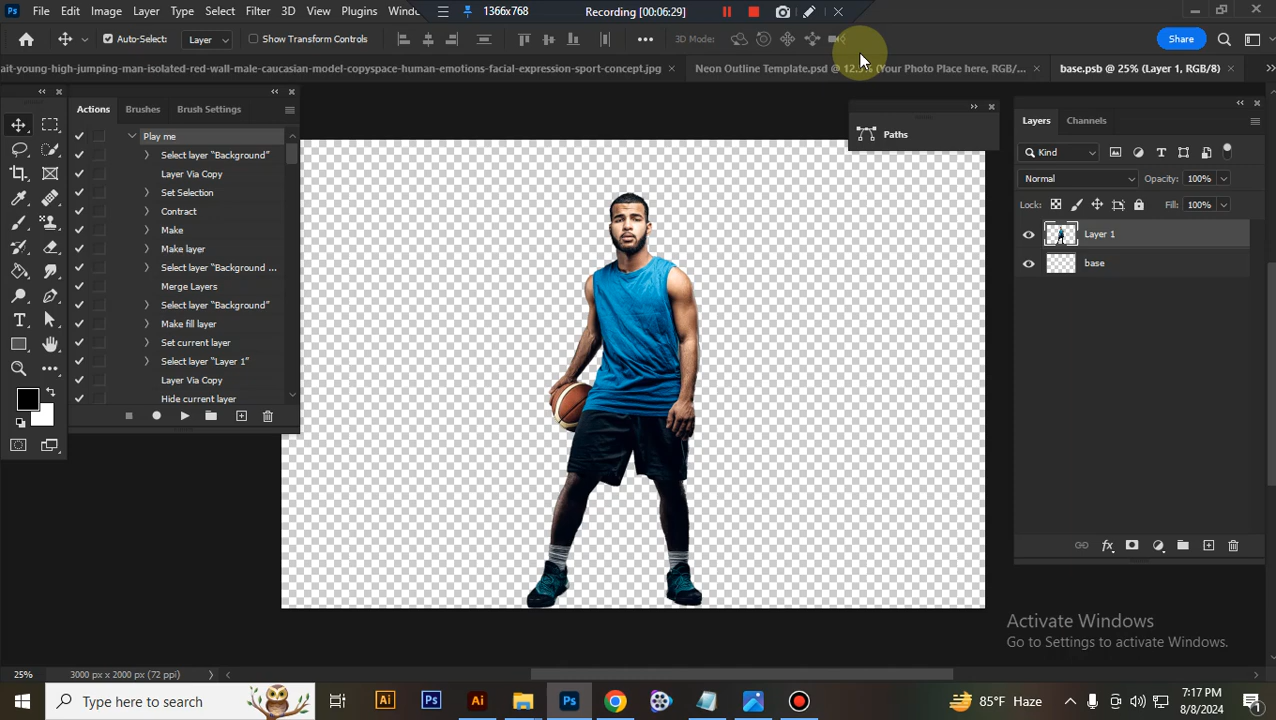 File Edit Image Layer Type Select Filter 3D View Plugins Windo
1366x768 Recording [00:06:29]
Auto-Select: Layer Show Transform Controls 3D Mode: Share
ait-young-high-jumping-man-isolated-red-wall-male-caucasian-model-copyspace-human-emotions-facial-expression-sport-concept.jpg
Neon Outline Template.psd @ 12.5% (Your Photo Place here, RGB/...
base.psb @ 25% (Layer 1, RGB/8)
Actions Brushes Brush Settings
Play me
Select layer “Background”
Layer Via Copy
Set Selection
Contract
Make
Make layer
Select layer “Background ...
Merge Layers
Select layer “Background”
Make fill layer
Set current layer
Select layer “Layer 1”
Layer Via Copy
Hide current layer
Paths
Layers Channels
Kind
Normal Opacity: 100%
Lock: Fill: 100%
Layer 1
base
Activate Windows
Go to Settings to activate Windows.
25% 3000 px x 2000 px (72 ppi)
Type here to search
Ai Ps Ai Ps
85°F Haze
7:17 PM
8/8/2024
1